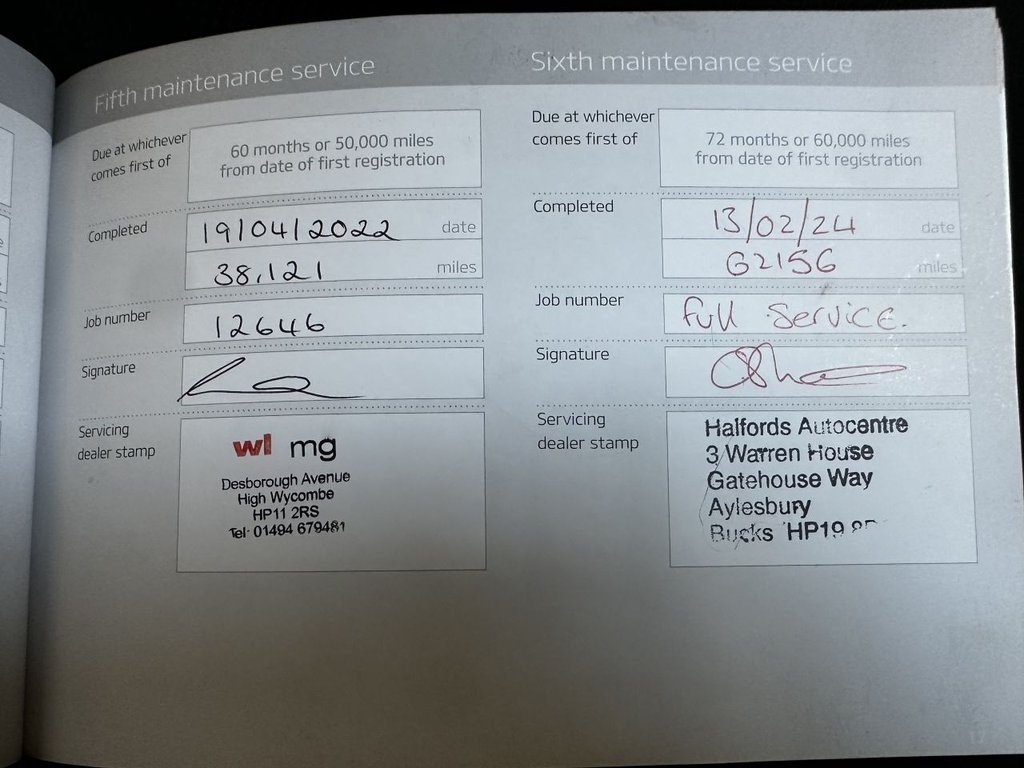 Fifth maintenance service
Due at whichever
comes first of
60 months or 50,000 miles
from date of first registration
Completed
19/04/2022 date
38,121 miles
Job number
12646
Signature
Servicing
dealer stamp
wl mg
Desborough Avenue
High Wycombe
HP11 2RS
Tel: 01494 679481
Sixth maintenance service
Due at whichever
comes first of
72 months or 60,000 miles
from date of first registration
Completed
13/02/24 date
62156 miles
Job number
Full Service.
Signature
Servicing
dealer stamp
Halfords Autocentre
3 Warren House
Gatehouse Way
Aylesbury
Bucks HP19